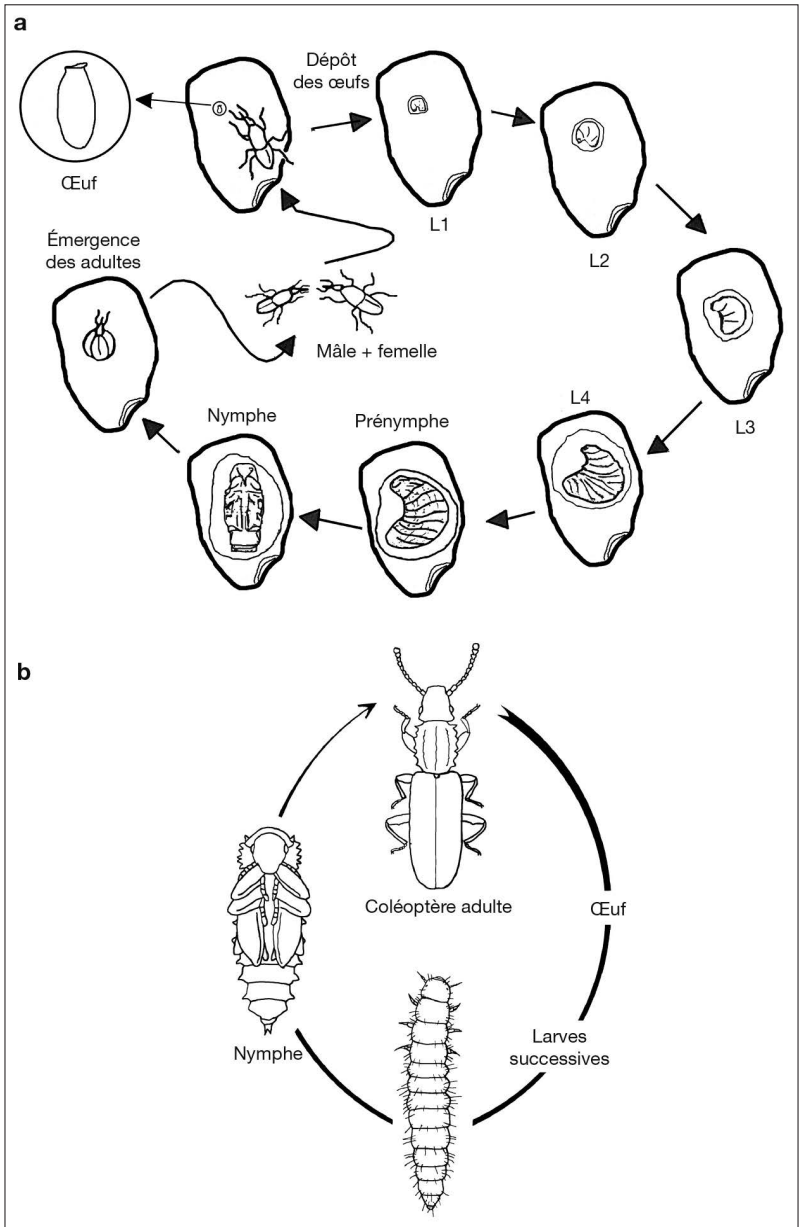 a
Dépôt
des œufs
Œuf
L1
L2
Émergence
des adultes
Mâle + femelle
L3
L4
Prénymphe
Nymphe
b
Coléoptère adulte
Œuf
Larves
successives
Nymphe